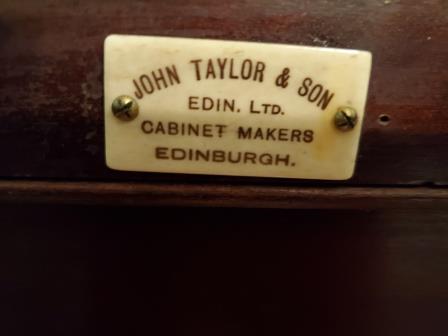 JOHN TAYLOR & SON
EDIN. LTD.
CABINET MAKERS
EDINBURGH.